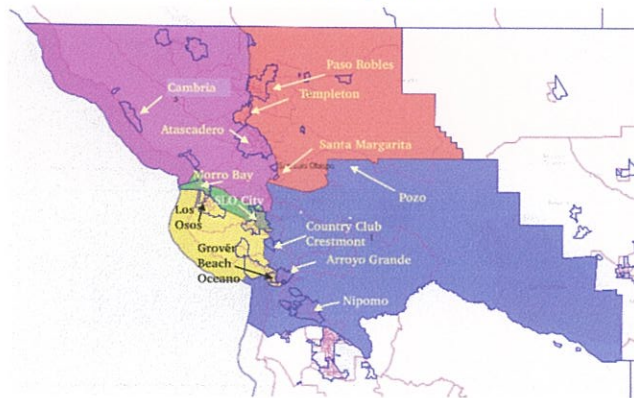 Paso Robles
Cambria
Templeton
Atascadero
Santa Margarita
Obispo
Morro Bay
Pozo
SLO City
Los
Osos
Country Club
Crestmont
Grover
Beach
Oceano
Arroyo Grande
Nipomo